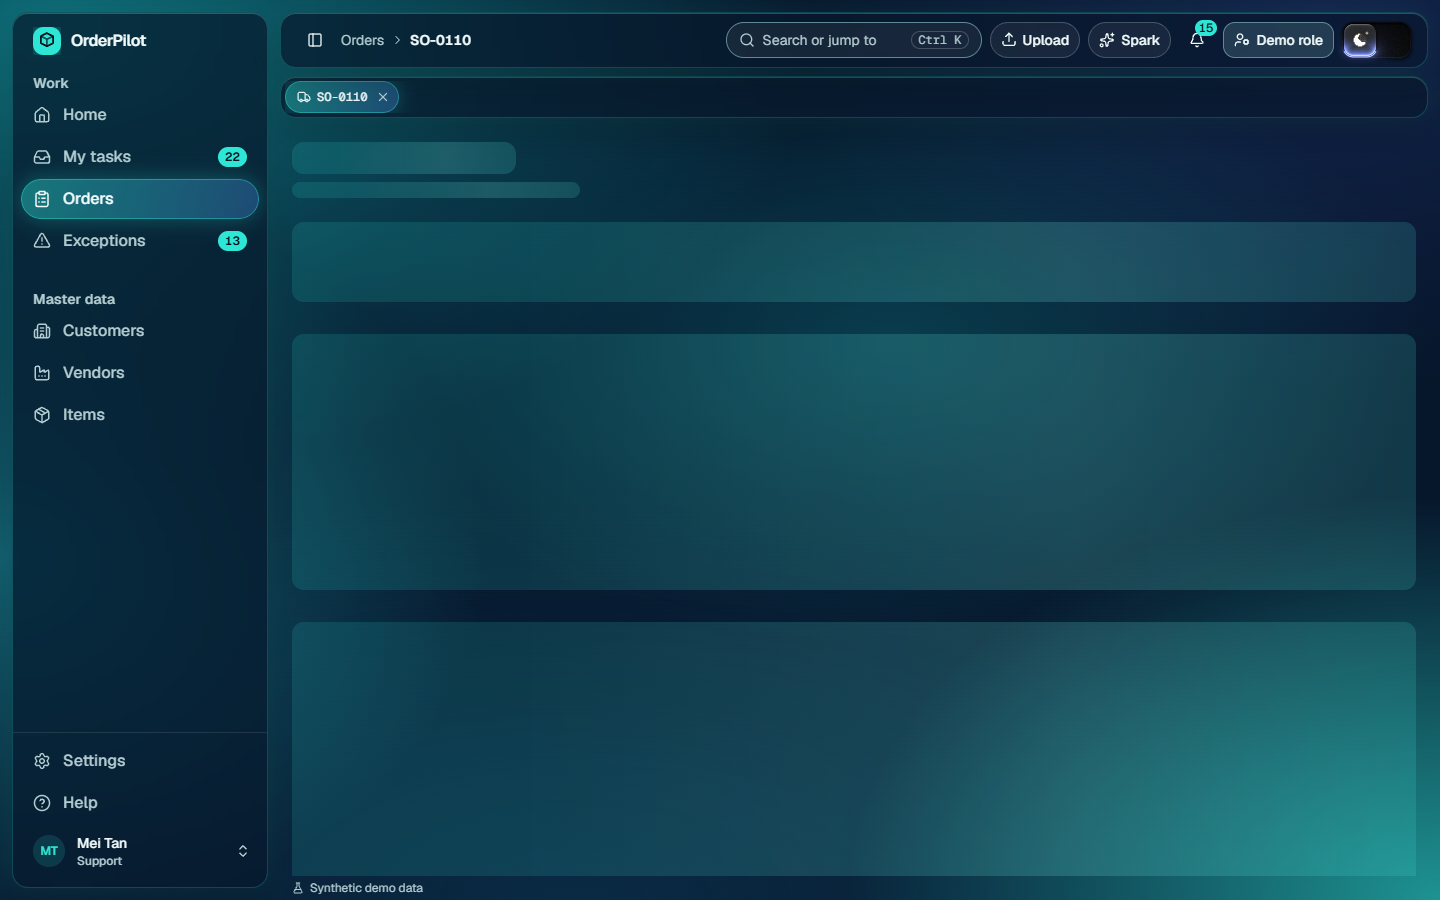 OrderPilot
Work
Home
My tasks 22
Orders
Exceptions 13
Master data
Customers
Vendors
Items
Settings
Help
MT Mei Tan
Support
Orders > SO-0110
Search or jump to Ctrl K
Upload
Spark
15
Demo role
SO-0110
Synthetic demo data